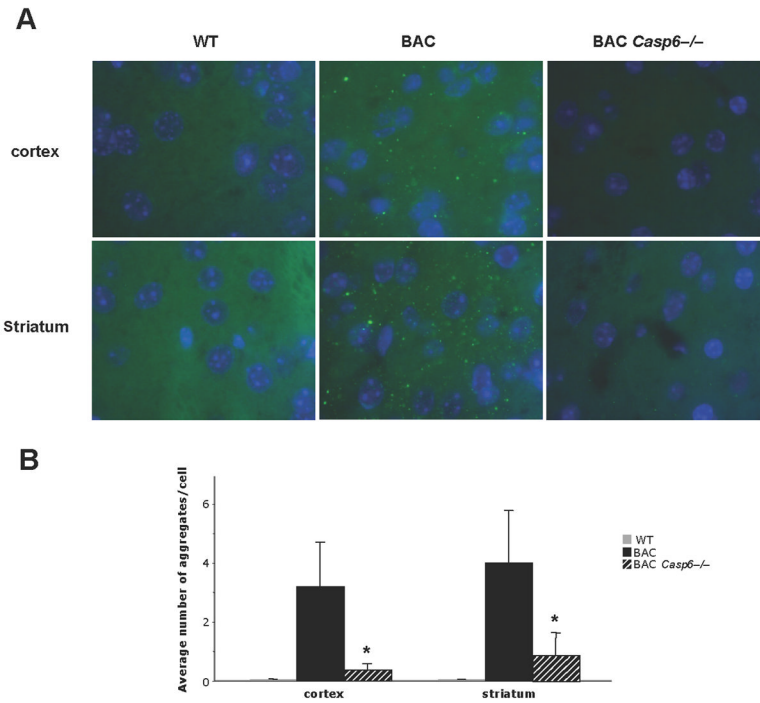 A
WT BAC BAC Casp6–/–
cortex
Striatum
B
Average number of aggregates/cell
6
4
2
0
* *
cortex striatum
WT
BAC
BAC Casp6–/–